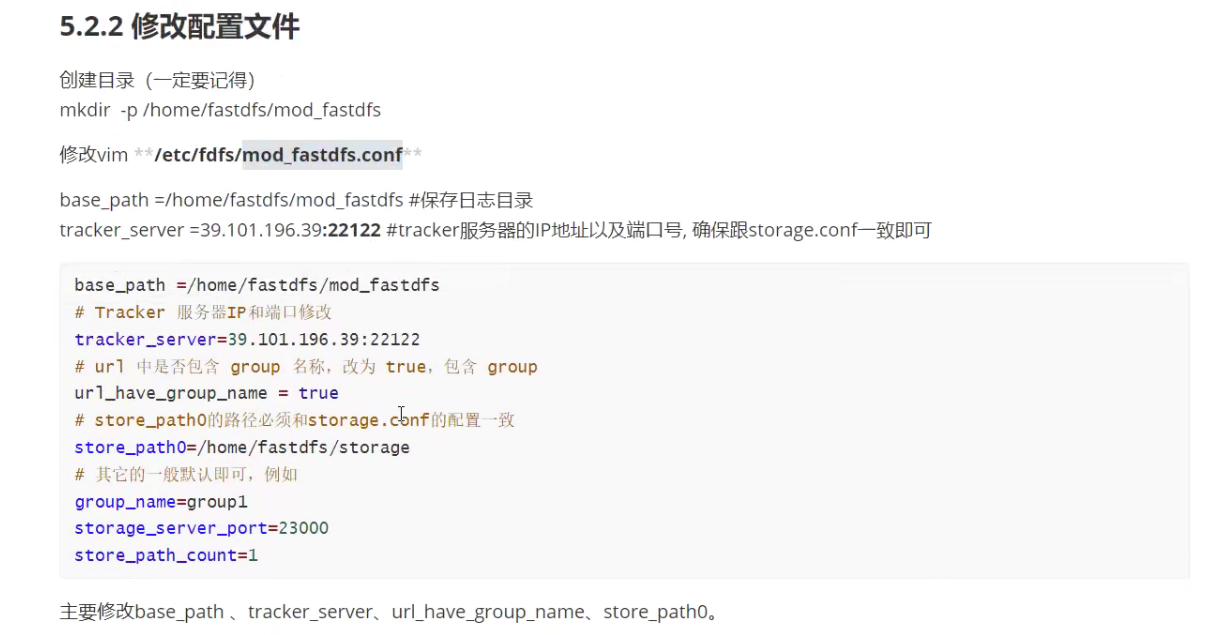 5.2.2 修改配置文件
创建目录（一定要记得）
mkdir -p /home/fastdfs/mod_fastdfs
修改vim **/etc/fdfs/mod_fastdfs.conf**
base_path =/home/fastdfs/mod_fastdfs #保存日志目录
tracker_server =39.101.196.39:22122 #tracker服务器的IP地址以及端口号, 确保跟storage.conf一致即可
base_path =/home/fastdfs/mod_fastdfs
# Tracker 服务器IP和端口修改
tracker_server=39.101.196.39:22122
# url 中是否包含 group 名称，改为 true，包含 group
url_have_group_name = true
# store_path0的路径必须和storage.conf的配置一致
store_path0=/home/fastdfs/storage
# 其它的一般默认即可，例如
group_name=group1
storage_server_port=23000
store_path_count=1
主要修改base_path 、tracker_server、url_have_group_name、store_path0。